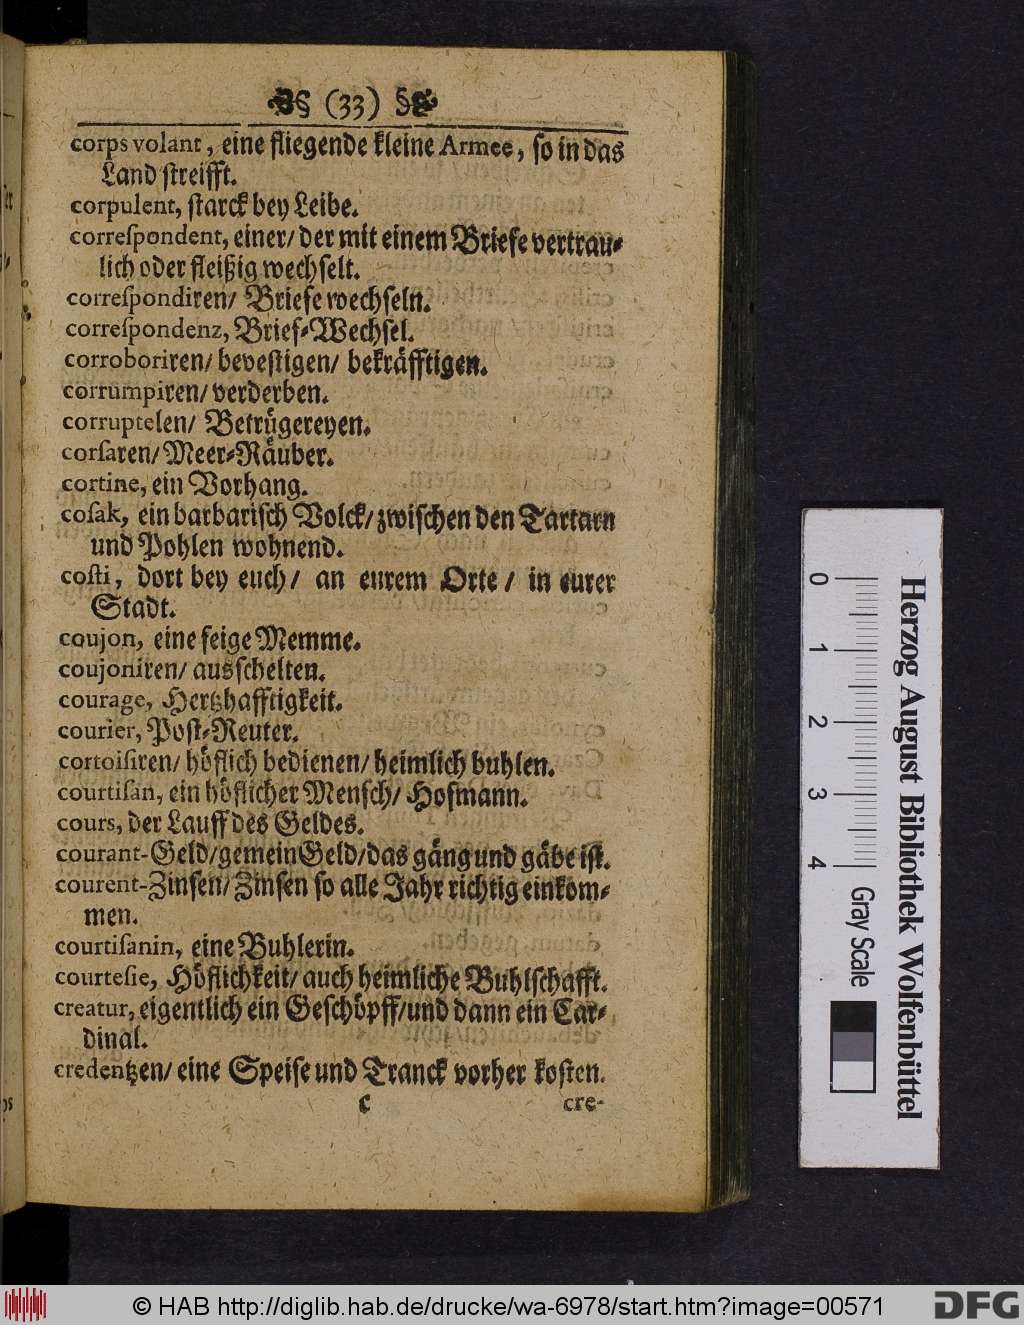 (33)
corps volant, eine fliegende kleine Armee, so in das
Land streifft.
corpulent, starck bey Leibe.
correſpondent, einer/ der mit einem Briefe vertrau⸗
lich oder fleißig wechselt.
correſpondiren/ Briefe wechseln.
correſpondenz, Brief⸗Wechsel.
corroboriren/ bevestigen/ bekräfftigen.
corrumpiren/ verderben.
corruptelen/ Betrügereyen.
corſaren/ Meer⸗Räuber.
cortine, ein Vorhang.
coſak, ein barbarisch Volck/ zwischen den Tartarn
und Pohlen wohnend.
coſti, dort bey euch/ an eurem Orte/ in eurer
Stadt.
coujon, eine feige Memme.
coujoniren/ ausschelten.
courage, Hertzhafftigkeit.
courier, Post⸗Reuter.
cortoiſiren/ höflich bedienen/ heimlich buhlen.
courtiſan, ein höflicher Mensch/ Hofmann.
cours, der Lauff des Geldes.
courant-Geld/gemein Geld/das gäng und gäbe ist.
courent-Zinsen/ Zinsen so alle Jahr richtig einkom⸗
men.
courtiſanin, eine Buhlerin.
courteſie, Höflichkeit/ auch heimliche Buhlschafft.
creatur, eigentlich ein Geschöpff/und dann ein Car⸗
dinal.
credentzen/ eine Speise und Tranck vorher kosten.
C cre-
0 1 2 3 4
Gray Scale
Herzog August Bibliothek Wolfenbüttel
© HAB http://diglib.hab.de/drucke/wa-6978/start.htm?image=00571
DFG